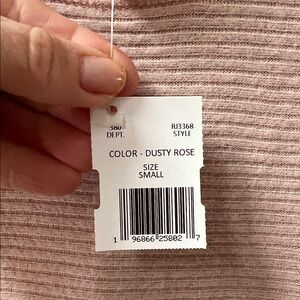 380 RJ3368
DEPT. STYLE
COLOR - DUSTY ROSE
SIZE
SMALL
1 96866 25802 7